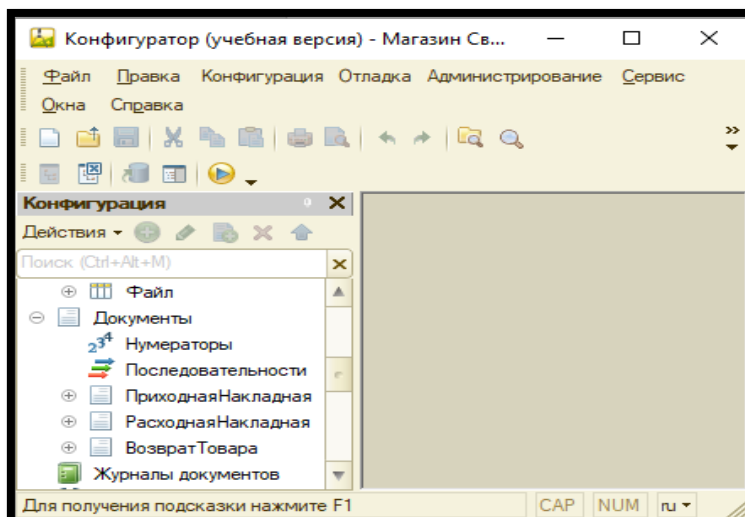 Конфигуратор (учебная версия) - Магазин Св...
Файл Правка Конфигурация Отладка Администрирование Сервис
Окна Справка
Конфигурация
Действия
Поиск (Ctrl+Alt+M)
Файл
Документы
Нумераторы
Последовательности
ПриходнаяНакладная
РасходнаяНакладная
ВозвратТовара
Журналы документов
Для получения подсказки нажмите F1 CAP NUM ru